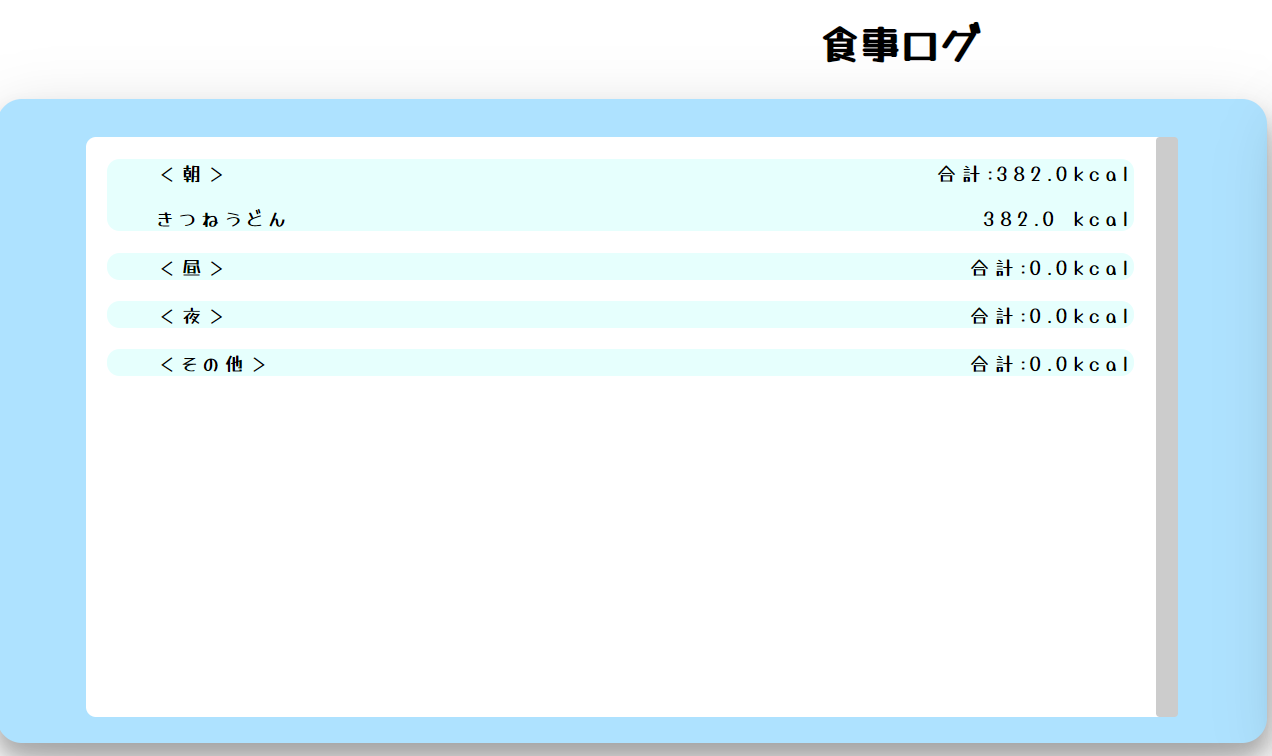 食事ログ
＜朝＞ 合計:382.0kcal
きつねうどん 382.0 kcal
＜昼＞ 合計:0.0kcal
＜夜＞ 合計:0.0kcal
＜その他＞ 合計:0.0kcal